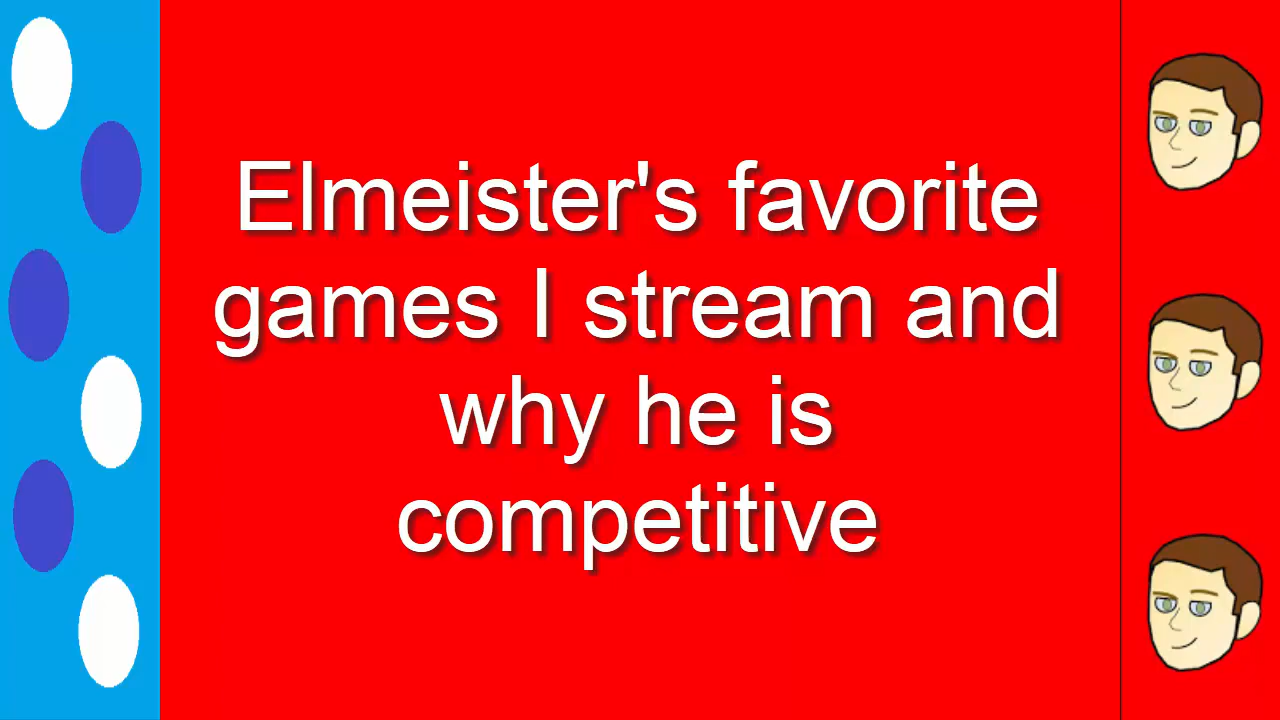 Elmeister's favorite
games I stream and
why he is
competitive